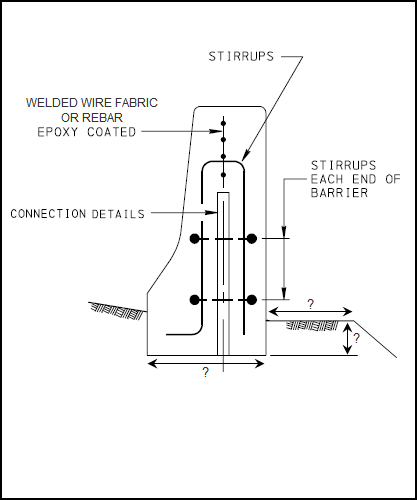 STIRRUPS
WELDED WIRE FABRIC
OR REBAR
EPOXY COATED
STIRRUPS
EACH END OF
BARRIER
CONNECTION DETAILS
?
?
?